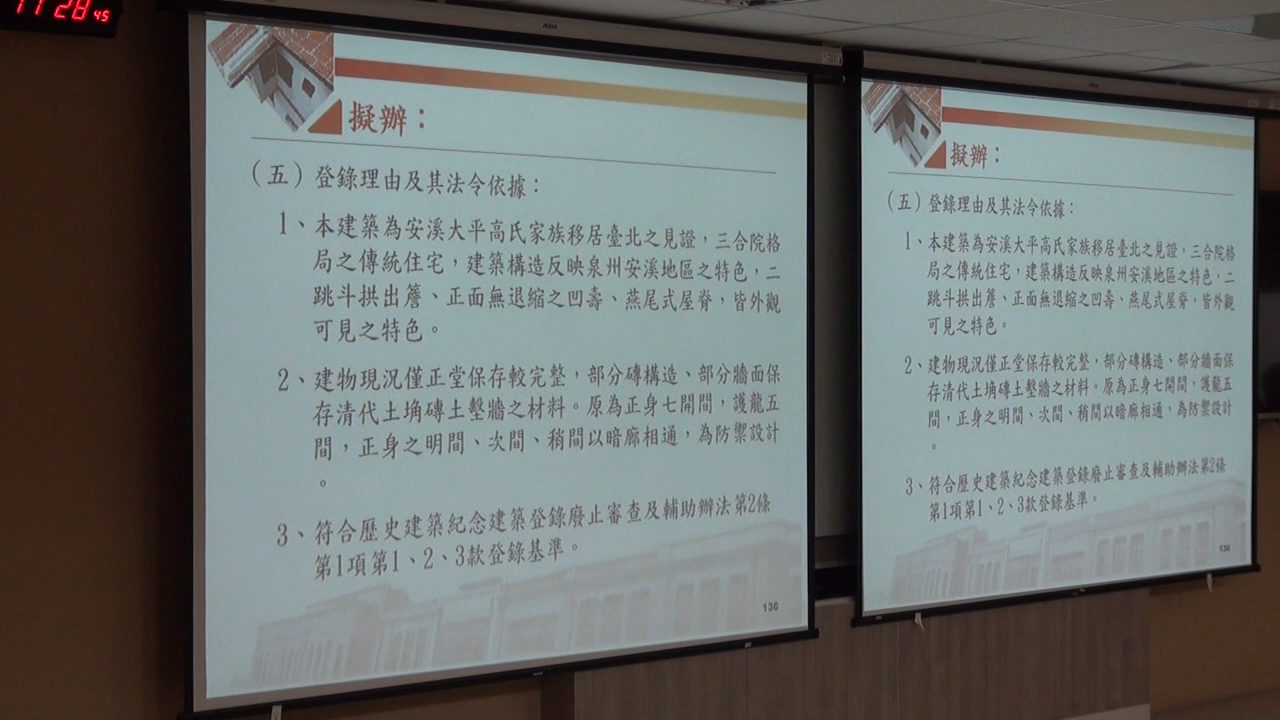 11 28 45
擬辦：
（五）登錄理由及其法令依據：
1、本建築為安溪大平高氏家族移居臺北之見證，三合院格
局之傳統住宅，建築構造反映泉州安溪地區之特色，二
跳斗拱出簷、正面無退縮之凹壽、燕尾式屋脊，皆外觀
可見之特色。
2、建物現況僅正堂保存較完整，部分磚構造、部分牆面保
存清代土埆磚土墼牆之材料。原為正身七開間，護龍五
間，正身之明間、次間、稍間以暗廊相通，為防禦設計
。
3、符合歷史建築紀念建築登錄廢止審查及輔助辦法第2條
第1項第1、2、3款登錄基準。
130
擬辦：
（五）登錄理由及其法令依據：
1、本建築為安溪大平高氏家族移居臺北之見證，三合院格
局之傳統住宅，建築構造反映泉州安溪地區之特色，二
跳斗拱出簷、正面無退縮之凹壽、燕尾式屋脊，皆外觀
可見之特色。
2、建物現況僅正堂保存較完整，部分磚構造、部分牆面保
存清代土埆磚土墼牆之材料。原為正身七開間，護龍五
間，正身之明間、次間、稍間以暗廊相通，為防禦設計
。
3、符合歷史建築紀念建築登錄廢止審查及輔助辦法第2條
第1項第1、2、3款登錄基準。
130